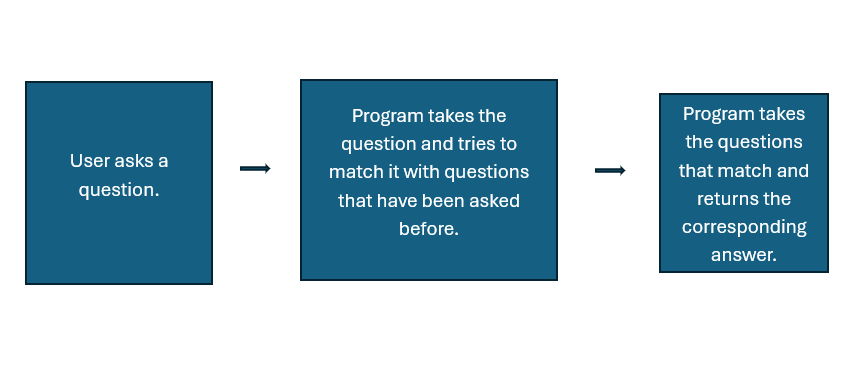 User asks a
question.
Program takes the
question and tries to
match it with questions
that have been asked
before.
Program takes
the questions
that match and
returns the
corresponding
answer.